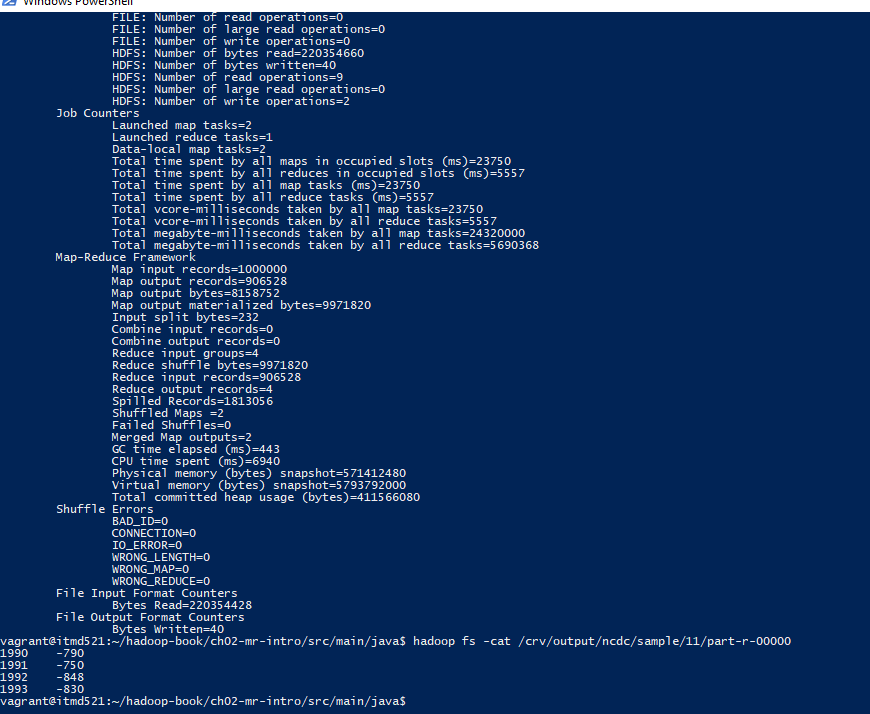 Windows PowerShell
FILE: Number of read operations=0
FILE: Number of large read operations=0
FILE: Number of write operations=0
HDFS: Number of bytes read=220354660
HDFS: Number of bytes written=40
HDFS: Number of read operations=9
HDFS: Number of large read operations=0
HDFS: Number of write operations=2
Job Counters
Launched map tasks=2
Launched reduce tasks=1
Data-local map tasks=2
Total time spent by all maps in occupied slots (ms)=23750
Total time spent by all reduces in occupied slots (ms)=5557
Total time spent by all map tasks (ms)=23750
Total time spent by all reduce tasks (ms)=5557
Total vcore-milliseconds taken by all map tasks=23750
Total vcore-milliseconds taken by all reduce tasks=5557
Total megabyte-milliseconds taken by all map tasks=24320000
Total megabyte-milliseconds taken by all reduce tasks=5690368
Map-Reduce Framework
Map input records=1000000
Map output records=906528
Map output bytes=8158752
Map output materialized bytes=9971820
Input split bytes=232
Combine input records=0
Combine output records=0
Reduce input groups=4
Reduce shuffle bytes=9971820
Reduce input records=906528
Reduce output records=4
Spilled Records=1813056
Shuffled Maps =2
Failed Shuffles=0
Merged Map outputs=2
GC time elapsed (ms)=443
CPU time spent (ms)=6940
Physical memory (bytes) snapshot=571412480
Virtual memory (bytes) snapshot=5793792000
Total committed heap usage (bytes)=411566080
Shuffle Errors
BAD_ID=0
CONNECTION=0
IO_ERROR=0
WRONG_LENGTH=0
WRONG_MAP=0
WRONG_REDUCE=0
File Input Format Counters
Bytes Read=220354428
File Output Format Counters
Bytes Written=40
vagrant@itmd521:~/hadoop-book/ch02-mr-intro/src/main/java$ hadoop fs -cat /crv/output/ncdc/sample/11/part-r-00000
1990 -790
1991 -750
1992 -848
1993 -830
vagrant@itmd521:~/hadoop-book/ch02-mr-intro/src/main/java$